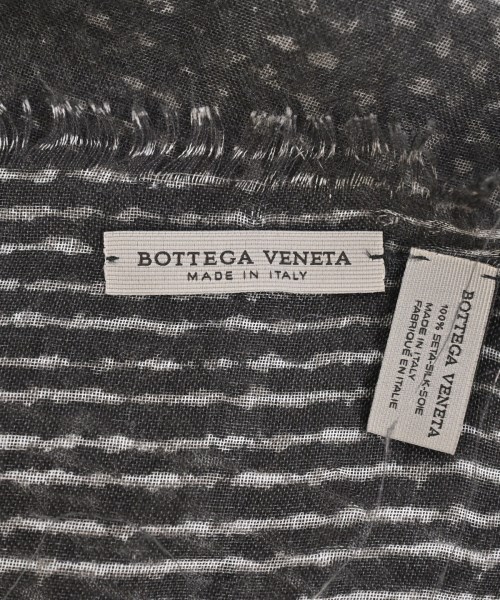 BOTTEGA VENETA
MADE IN ITALY
BOTTEGA VENETA
100% SETA-SILK-SOIE
MADE IN ITALY
FABRIQUÉ EN ITALIE